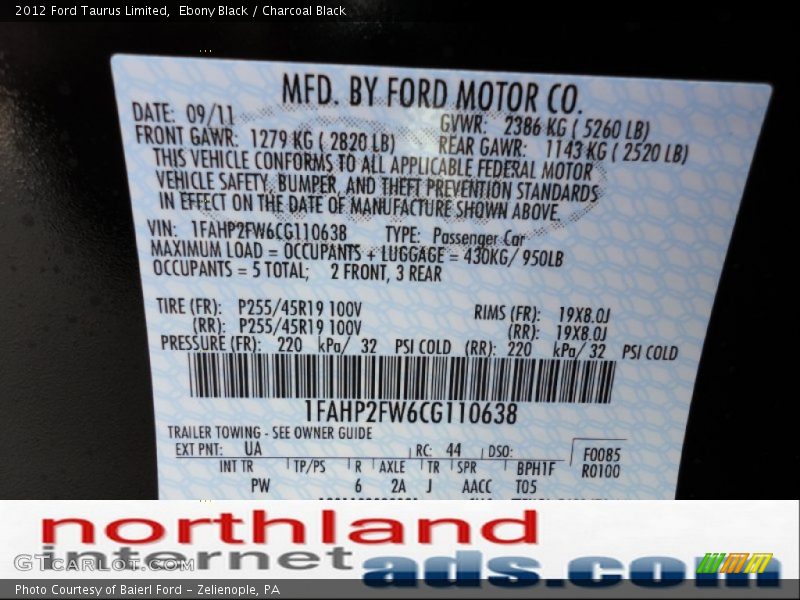 2012 Ford Taurus Limited, Ebony Black / Charcoal Black
MFD. BY FORD MOTOR CO.
DATE: 09/11 GVWR: 2386 KG ( 5260 LB)
FRONT GAWR: 1279 KG ( 2820 LB) REAR GAWR: 1143 KG ( 2520 LB)
THIS VEHICLE CONFORMS TO ALL APPLICABLE FEDERAL MOTOR
VEHICLE SAFETY, BUMPER, AND THEFT PREVENTION STANDARDS
IN EFFECT ON THE DATE OF MANUFACTURE SHOWN ABOVE.
VIN: 1FAHP2FW6CG110638 TYPE: Passenger Car
MAXIMUM LOAD = OCCUPANTS + LUGGAGE = 430KG/ 950LB
OCCUPANTS = 5 TOTAL; 2 FRONT, 3 REAR
TIRE (FR): P255/45R19 100V RIMS (FR): 19X8.0J
(RR): P255/45R19 100V (RR): 19X8.0J
PRESSURE (FR): 220 kPa/ 32 PSI COLD (RR): 220 kPa/ 32 PSI COLD
1FAHP2FW6CG110638
TRAILER TOWING - SEE OWNER GUIDE
EXT PNT: UA RC: 44 DSO: F0085
INT TR TP/PS R AXLE TR SPR BPH1F R0100
PW 6 2A J AACC T05
northland
internet ads.com
GTCarLot.com
Photo Courtesy of Baierl Ford - Zelienople, PA